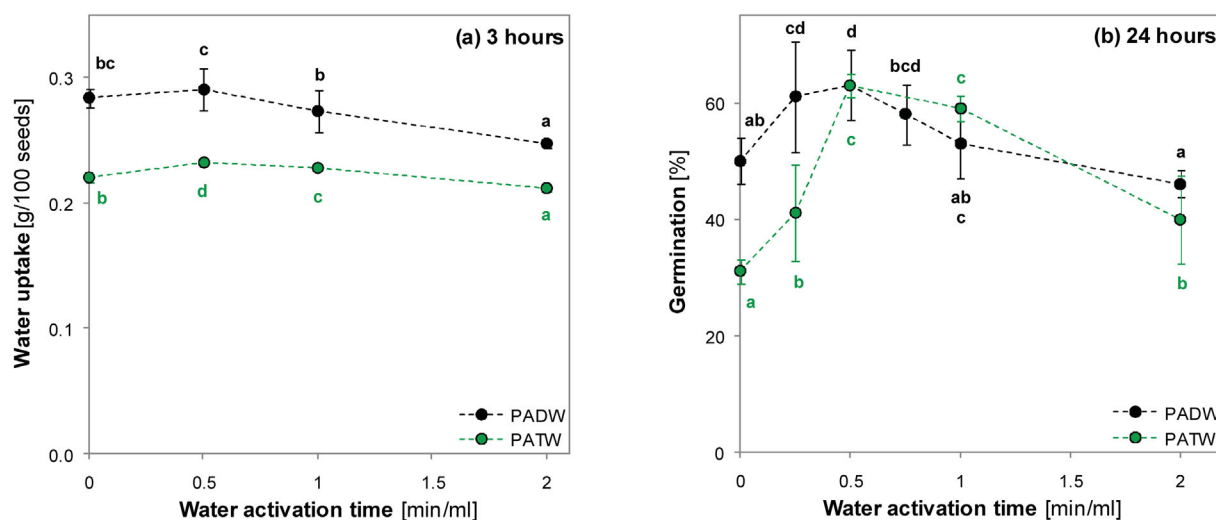 (a) 3 hours
bc
c
b
a
b
d
c
a
0.3
0.2
0.1
0.0
Water uptake [g/100 seeds]
PADW
PATW
0
0.5
1
1.5
2
Water activation time [min/ml]
(b) 24 hours
cd
d
bcd
c
ab
c
ab
c
a
a
b
b
60
40
20
0
Germination [%]
PADW
PATW
0
0.5
1
1.5
2
Water activation time [min/ml]